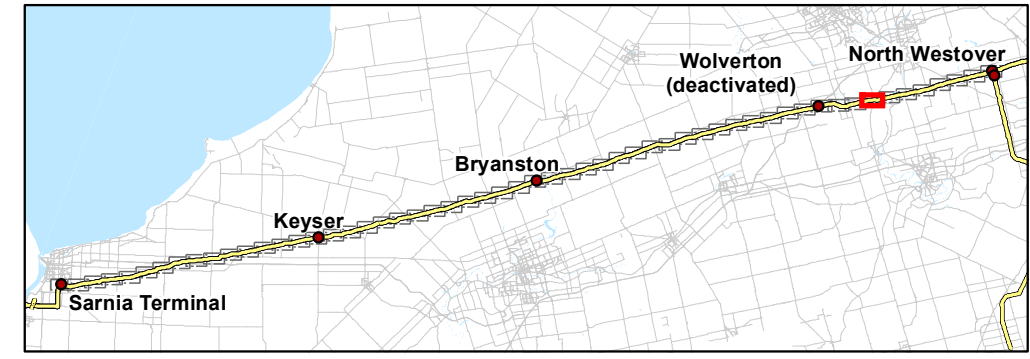 Wolverton
(deactivated)
North Westover
Bryanston
Keyser
Sarnia Terminal